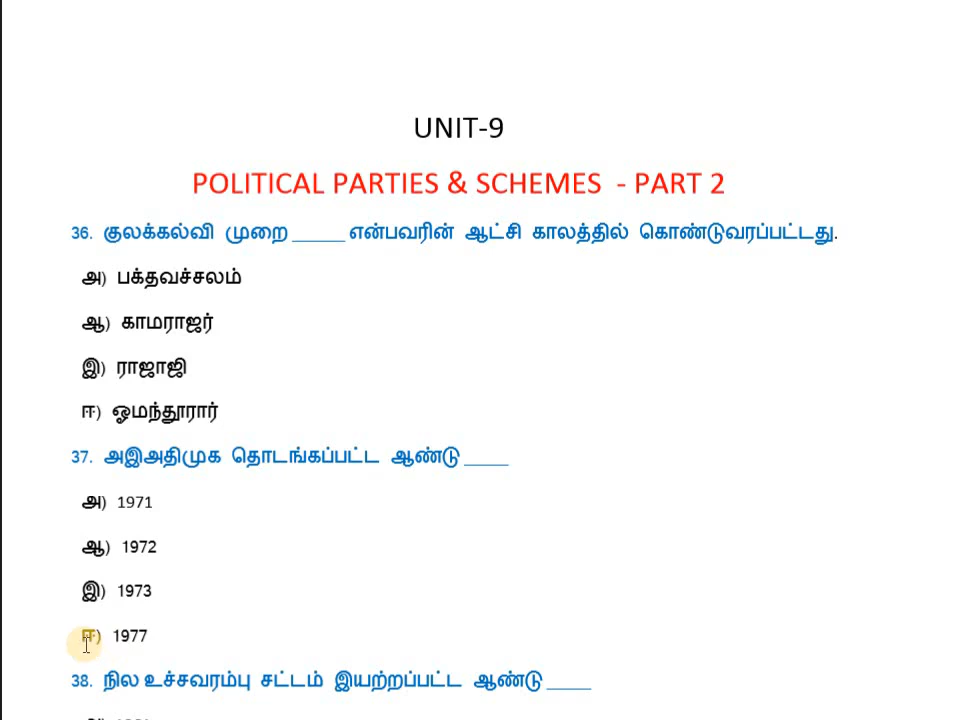 UNIT-9
POLITICAL PARTIES & SCHEMES - PART 2
36. குலக்கல்வி முறை _____ என்பவரின் ஆட்சி காலத்தில் கொண்டுவரப்பட்டது.
அ) பக்தவச்சலம்
ஆ) காமராஜர்
இ) ராஜாஜி
ஈ) ஓமந்தூரார்
37. அஇஅதிமுக தொடங்கப்பட்ட ஆண்டு _____
அ) 1971
ஆ) 1972
இ) 1973
ஈ) 1977
38. நில உச்சவரம்பு சட்டம் இயற்றப்பட்ட ஆண்டு _____